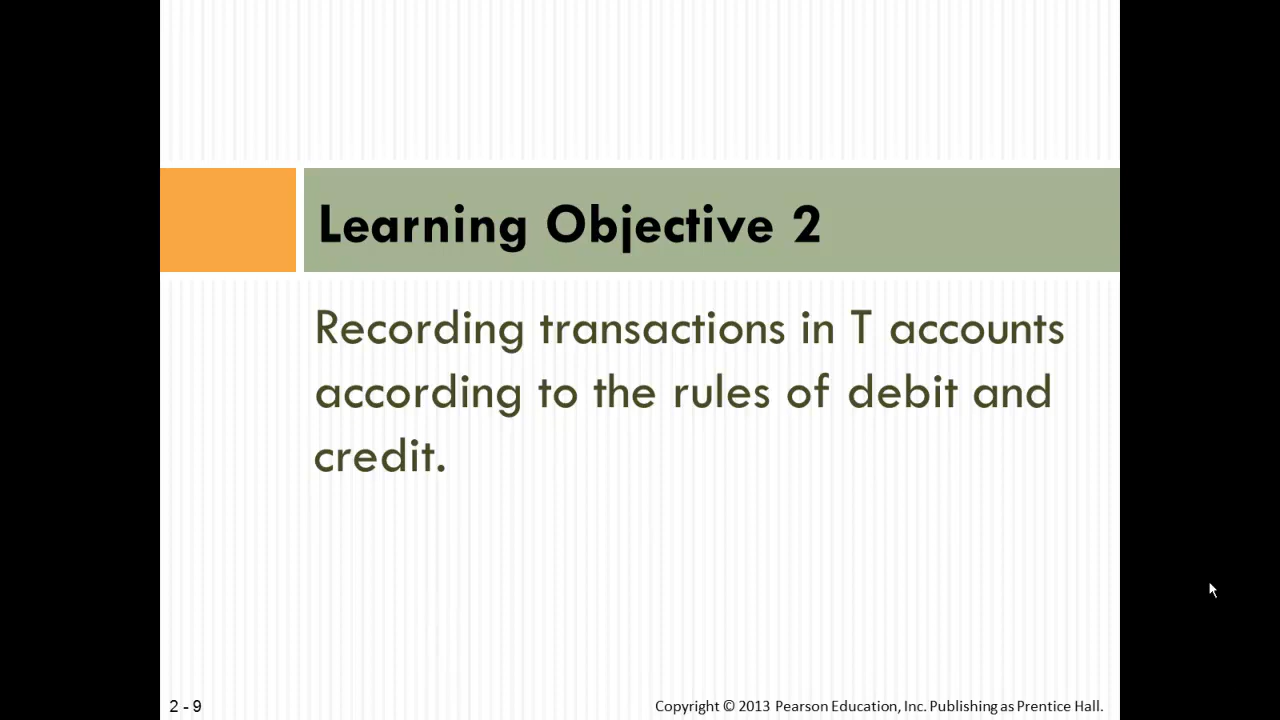 Learning Objective 2
Recording transactions in T accounts
according to the rules of debit and
credit.
2 - 9
Copyright © 2013 Pearson Education, Inc. Publishing as Prentice Hall.